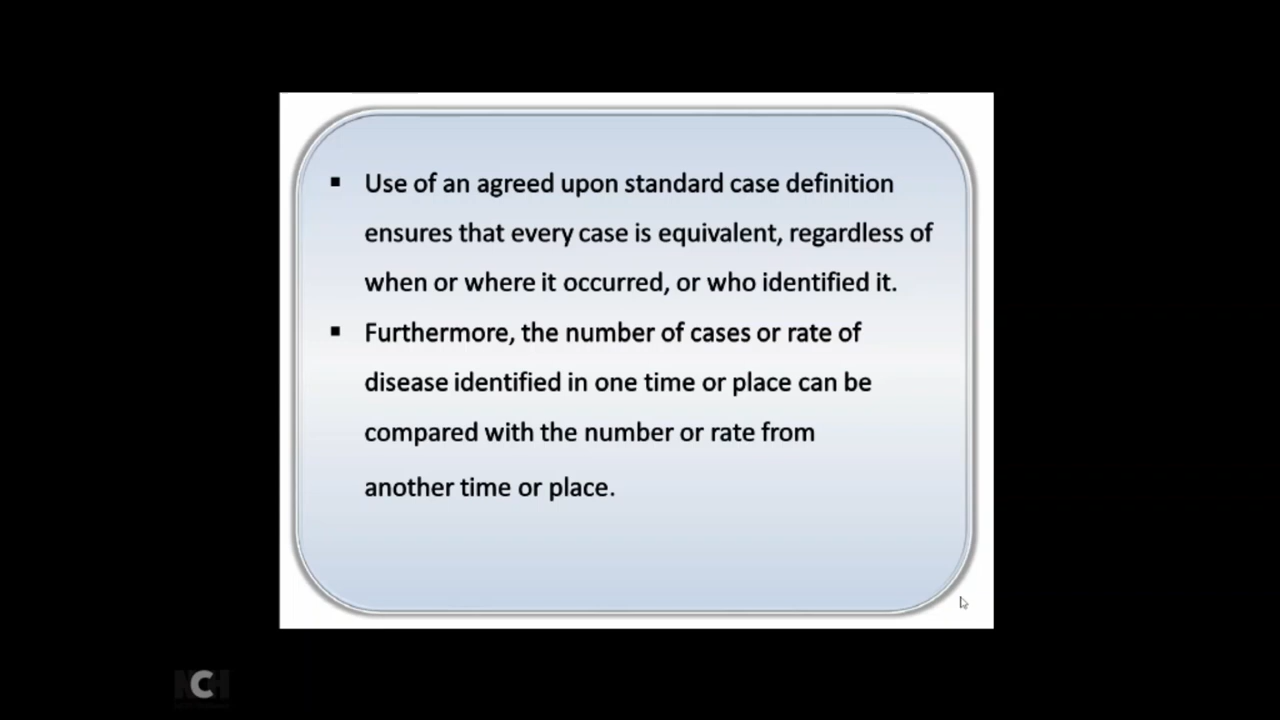 ▪ Use of an agreed upon standard case definition
ensures that every case is equivalent, regardless of
when or where it occurred, or who identified it.
▪ Furthermore, the number of cases or rate of
disease identified in one time or place can be
compared with the number or rate from
another time or place.
NCH